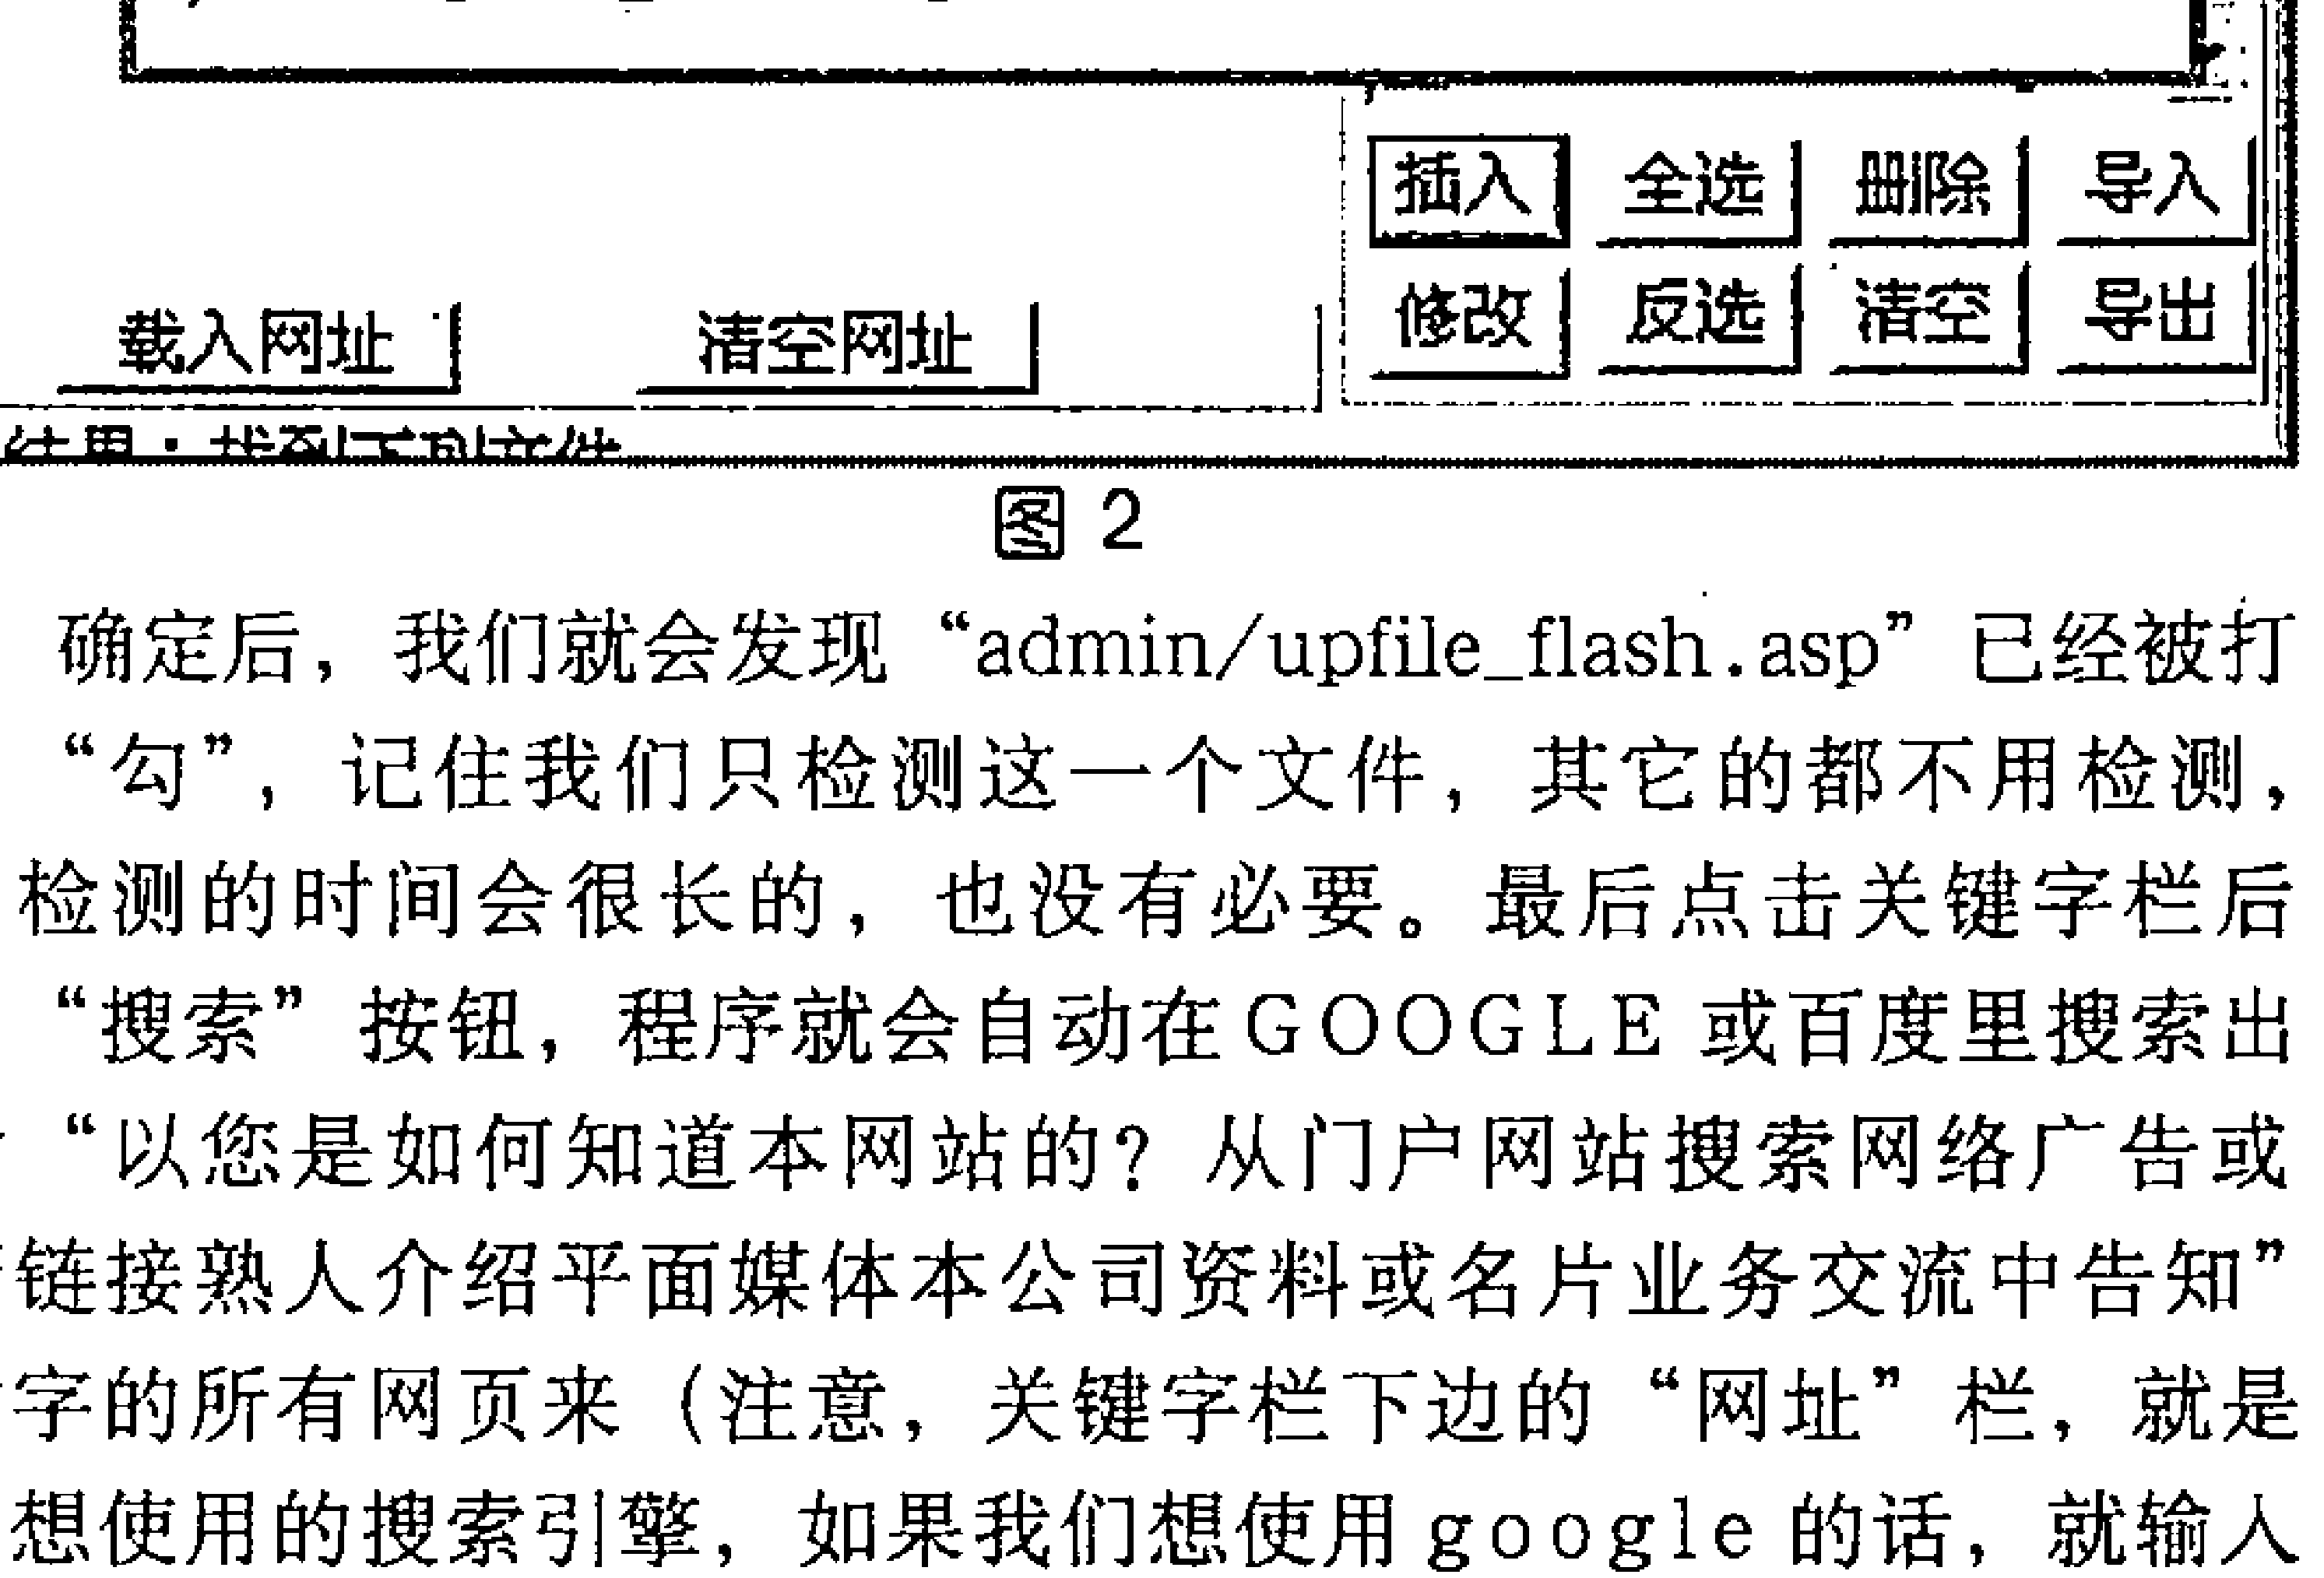 插入 全选 删除 导入
修改 反选 清空 导出
载入网址 清空网址
图 2
确定后，我们就会发现“admin/upfile_flash.asp”已经被打
“勾”，记住我们只检测这一个文件，其它的都不用检测，
检测的时间会很长的，也没有必要。最后点击关键字栏后
“搜索”按钮，程序就会自动在GOOGLE或百度里搜索出
“以您是如何知道本网站的？从门户网站搜索网络广告或
链接熟人介绍平面媒体本公司资料或名片业务交流中告知”
字的所有网页来（注意，关键字栏下边的“网址”栏，就是
想使用的搜索引擎，如果我们想使用google的话，就输入